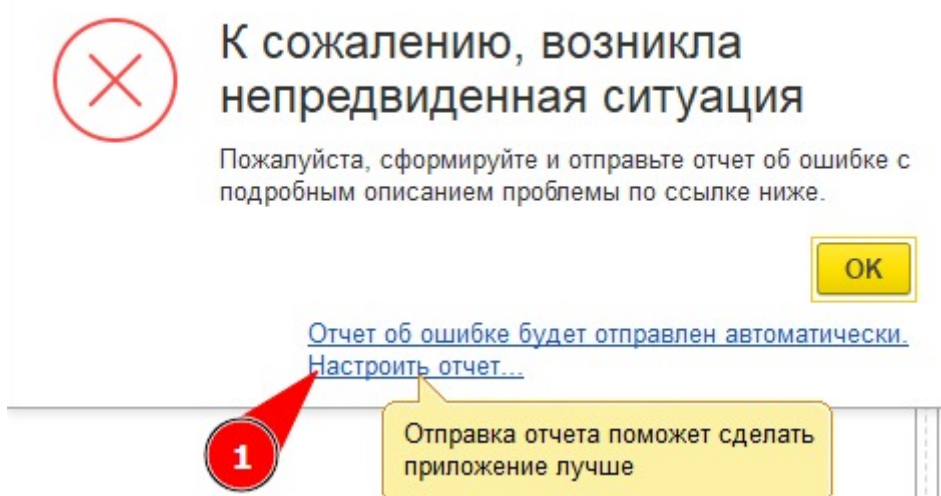 К сожалению, возникла
непредвиденная ситуация
Пожалуйста, сформируйте и отправьте отчет об ошибке с
подробным описанием проблемы по ссылке ниже.
OK
Отчет об ошибке будет отправлен автоматически.
Настроить отчет...
1
Отправка отчета поможет сделать
приложение лучше